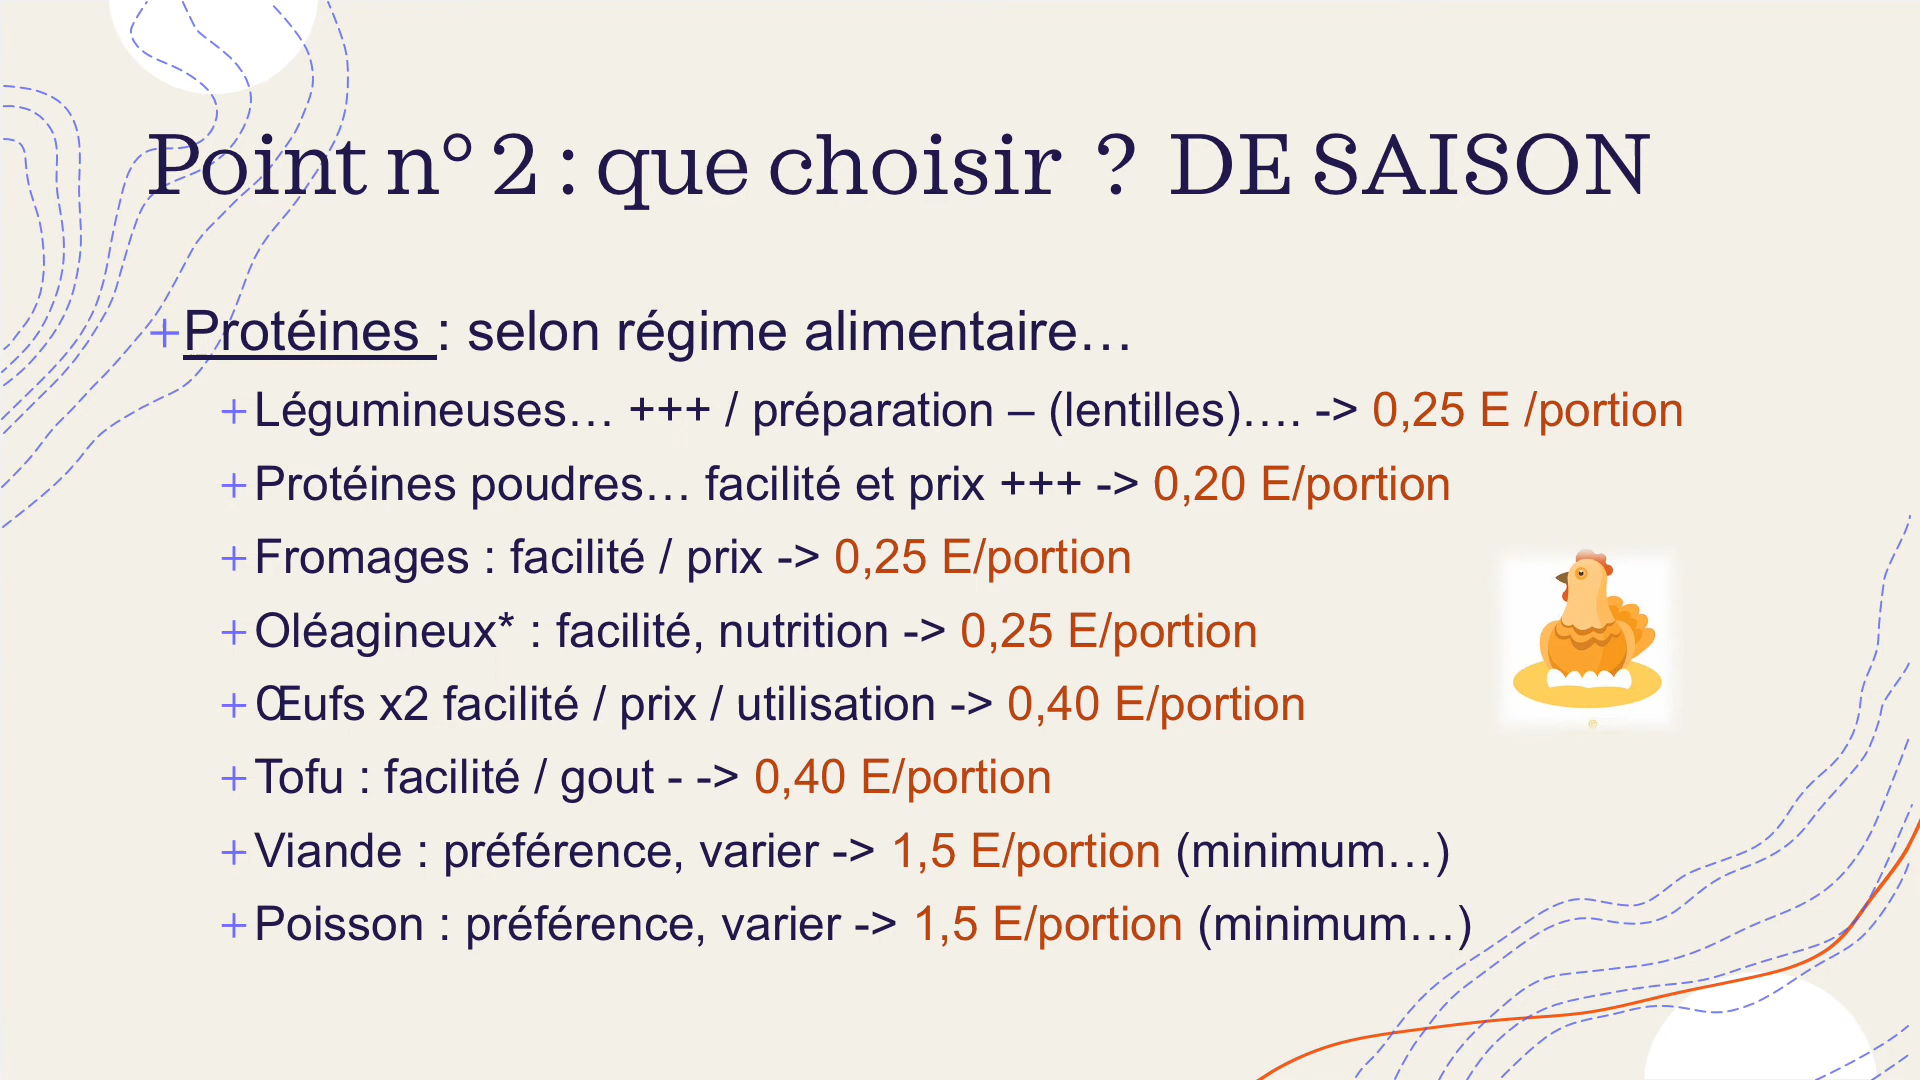 Point n° 2 : que choisir ? DE SAISON
+Protéines : selon régime alimentaire…
+Légumineuses… +++ / préparation – (lentilles)…. -> 0,25 E /portion
+Protéines poudres… facilité et prix +++ -> 0,20 E/portion
+Fromages : facilité / prix -> 0,25 E/portion
+Oléagineux* : facilité, nutrition -> 0,25 E/portion
+Œufs x2 facilité / prix / utilisation -> 0,40 E/portion
+Tofu : facilité / gout - -> 0,40 E/portion
+Viande : préférence, varier -> 1,5 E/portion (minimum…)
+Poisson : préférence, varier -> 1,5 E/portion (minimum…)